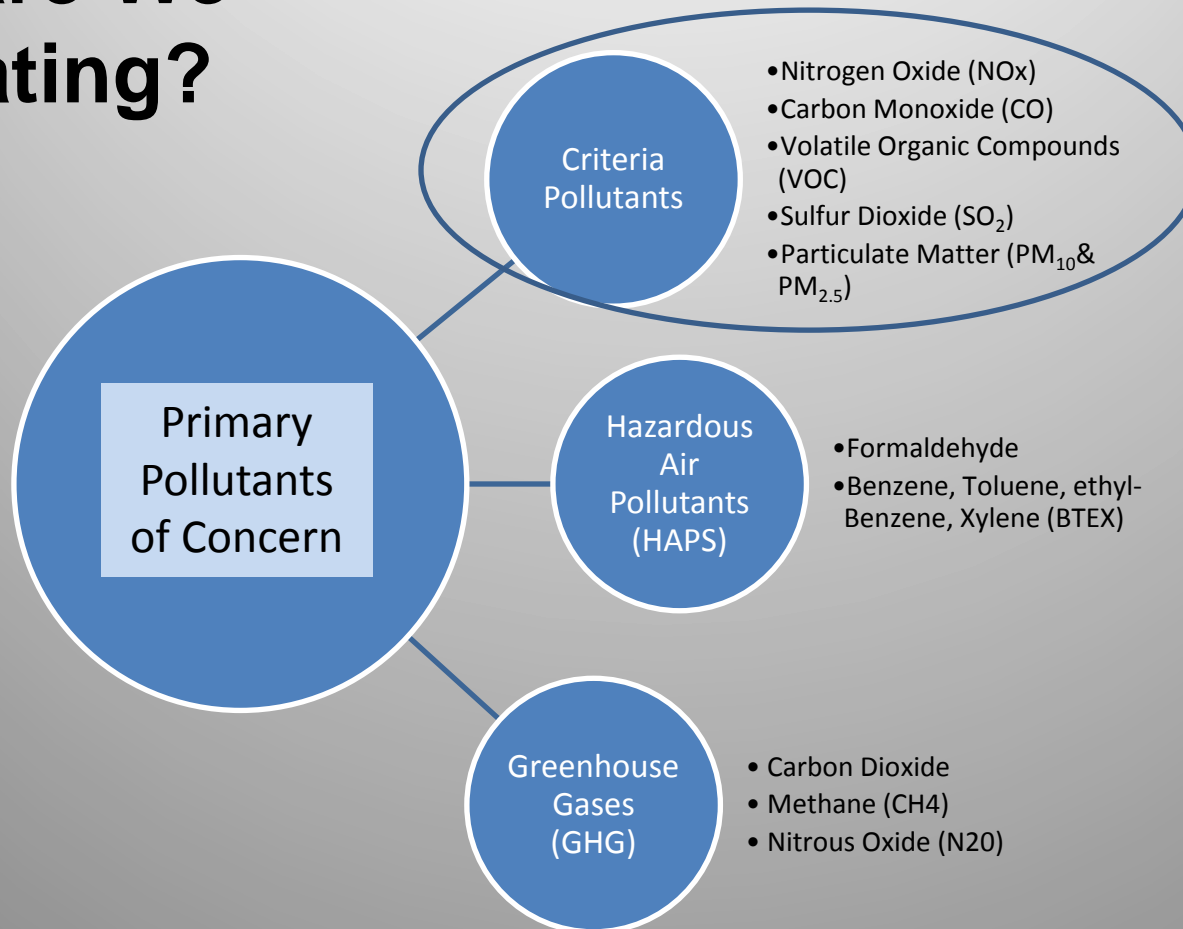 ating?
Criteria
Pollutants
•Nitrogen Oxide (NOx)
•Carbon Monoxide (CO)
•Volatile Organic Compounds
(VOC)
•Sulfur Dioxide (SO₂)
•Particulate Matter (PM₁₀&
PM₂.₅)
Primary
Pollutants
of Concern
Hazardous
Air
Pollutants
(HAPS)
•Formaldehyde
•Benzene, Toluene, ethyl-
Benzene, Xylene (BTEX)
Greenhouse
Gases
(GHG)
• Carbon Dioxide
• Methane (CH4)
• Nitrous Oxide (N20)